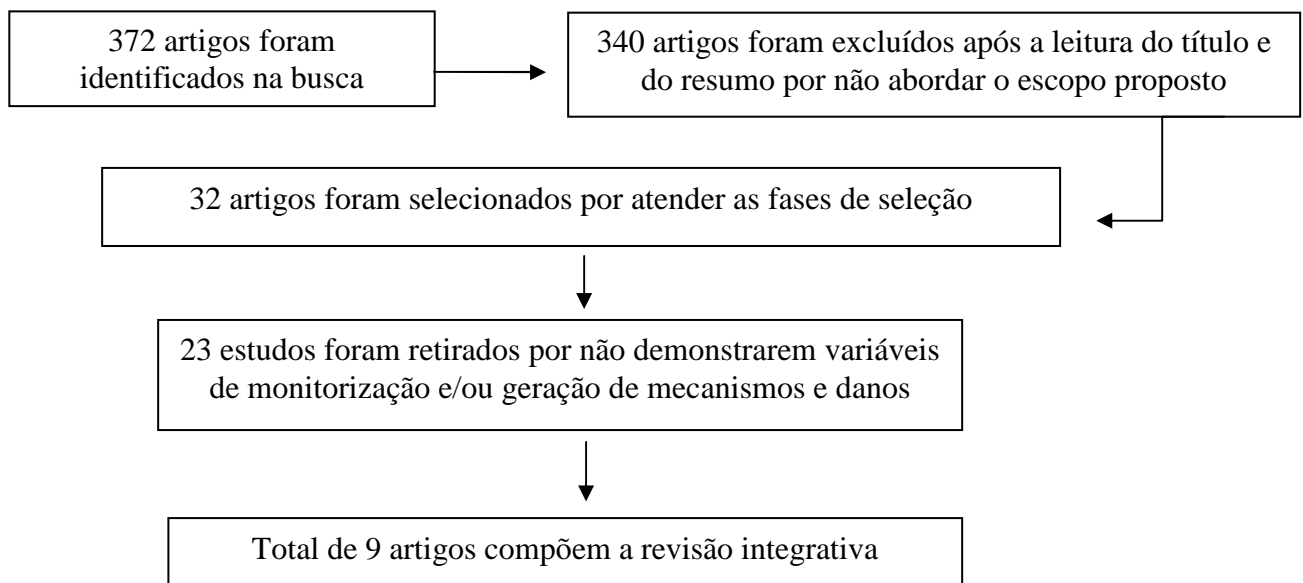 372 artigos foram
identificados na busca
340 artigos foram excluídos após a leitura do título e
do resumo por não abordar o escopo proposto
32 artigos foram selecionados por atender as fases de seleção
23 estudos foram retirados por não demonstrarem variáveis
de monitorização e/ou geração de mecanismos e danos
Total de 9 artigos compõem a revisão integrativa